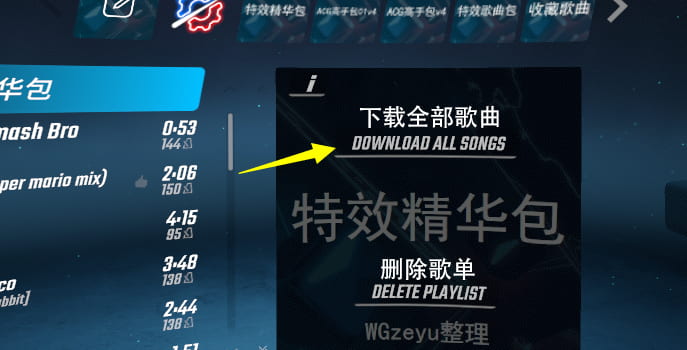 特效精华包
ACG高手包01v4
ACG高手包v4
特效歌曲包
收藏歌曲
华包
i
mash Bro
0:53
144
下载全部歌曲
DOWNLOAD ALL SONGS
per mario mix)
2:06
150
特效精华包
4:15
95
3:48
138
删除歌单
DELETE PLAYLIST
co
bbit]
2:44
138
WGzeyu整理